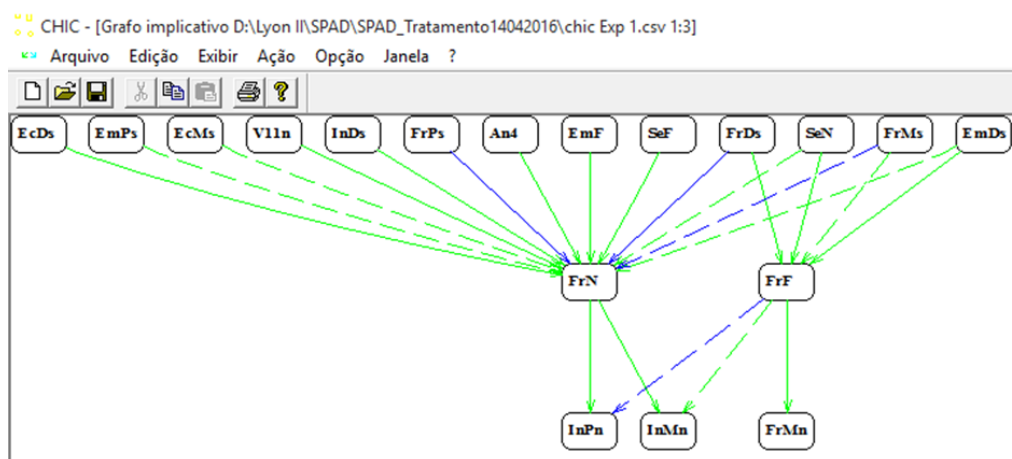 CHIC - [Grafo implicativo D:\Lyon II\SPAD\SPAD_Tratamento14042016\chic Exp 1.csv 1:3]
Arquivo Edição Exibir Ação Opção Janela ?
EcDs EmPs EcMs V11n InDs FrPs An4 EmF SeF FrDs SeN FrMs EmDs
FrN FrF
InPn InMn FrMn